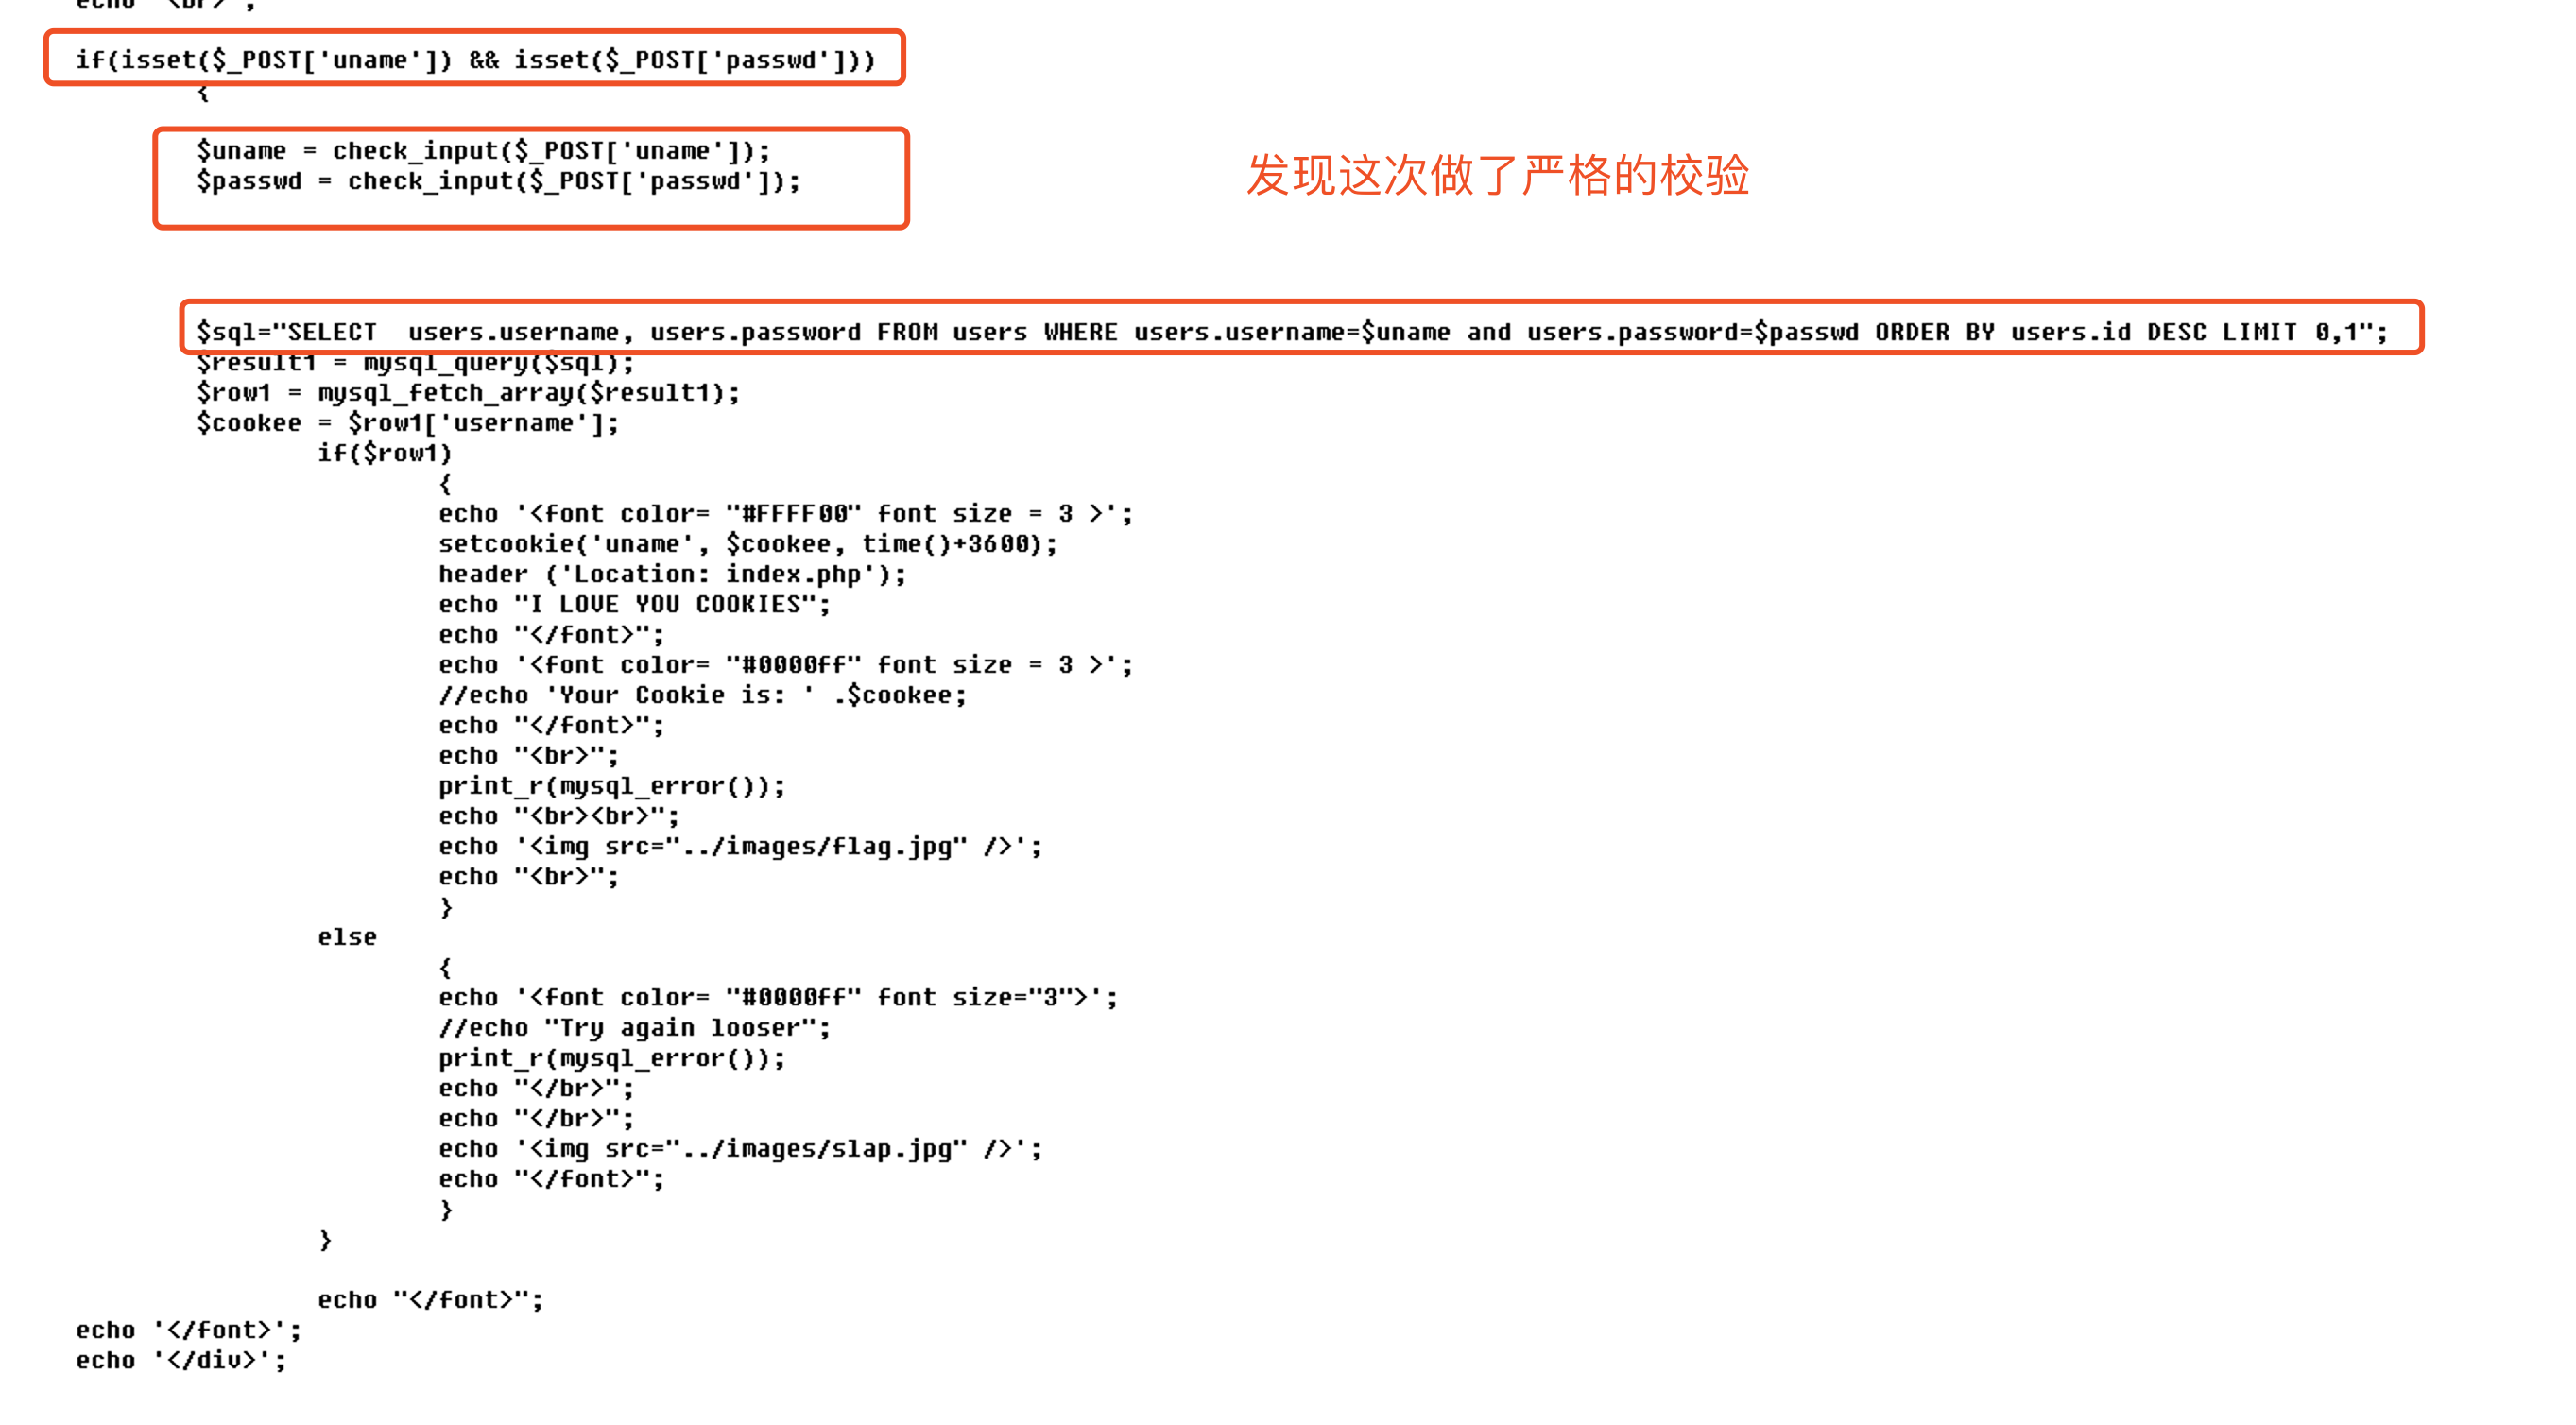 echo '<br>';
if(isset($_POST['uname']) && isset($_POST['passwd']))
{
$uname = check_input($_POST['uname']);
$passwd = check_input($_POST['passwd']);
发现这次做了严格的校验
$sql="SELECT  users.username, users.password FROM users WHERE users.username=$uname and users.password=$passwd ORDER BY users.id DESC LIMIT 0,1";
$result1 = mysql_query($sql);
$row1 = mysql_fetch_array($result1);
$cookee = $row1['username'];
if($row1)
{
echo '<font color= "#FFFF00" font size = 3 >';
setcookie('uname', $cookee, time()+3600);
header ('Location: index.php');
echo "I LOVE YOU COOKIES";
echo "</font>";
echo '<font color= "#0000ff" font size = 3 >';
//echo 'Your Cookie is: ' .$cookee;
echo "</font>";
echo "<br>";
print_r(mysql_error());
echo "<br><br>";
echo '<img src="../images/flag.jpg" />';
echo "<br>";
}
else
{
echo '<font color= "#0000ff" font size="3">';
//echo "Try again looser";
print_r(mysql_error());
echo "</br>";
echo "</br>";
echo '<img src="../images/slap.jpg" />';
echo "</font>";
}
}
echo "</font>";
echo '</font>';
echo '</div>';